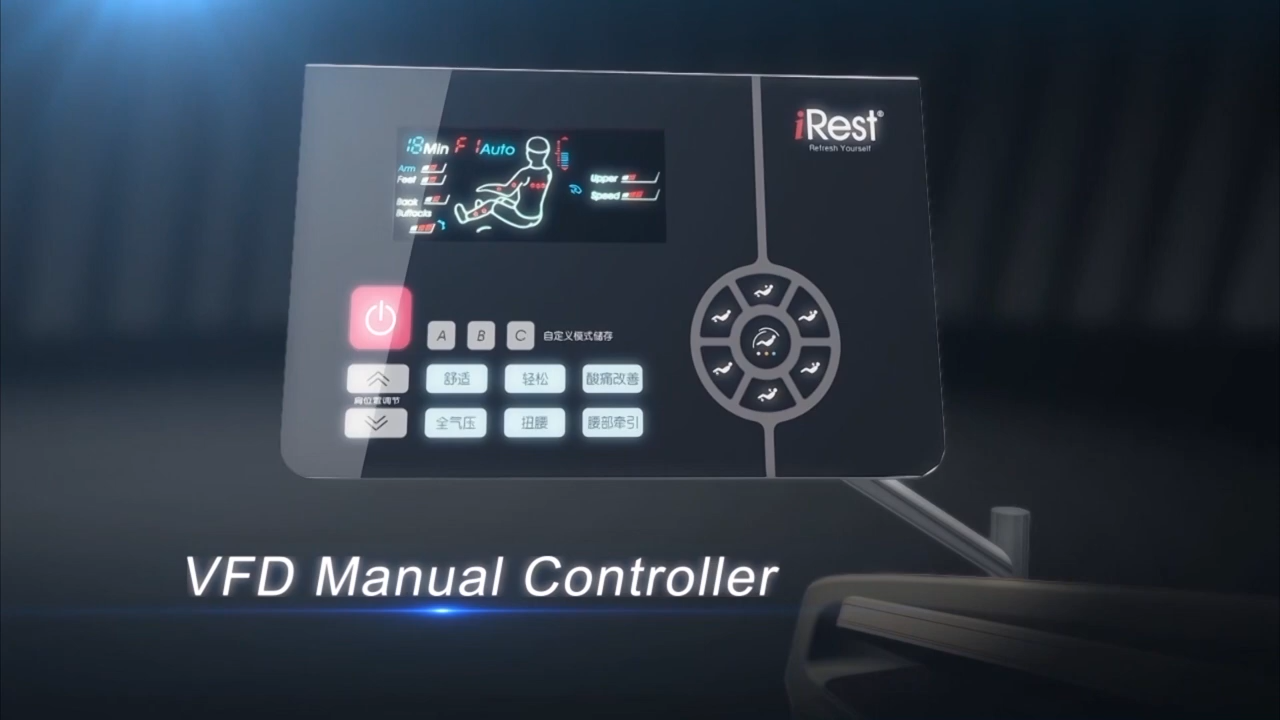 iRest®
Refresh Yourself
18Min F 1 Auto
Arm
Feet
Back
Buttocks
Upper
Speed
A B C 自定义模式储存
舒适 轻松 酸痛改善
肩位置调节
全气压 扭腰 腰部牵引
VFD Manual Controller